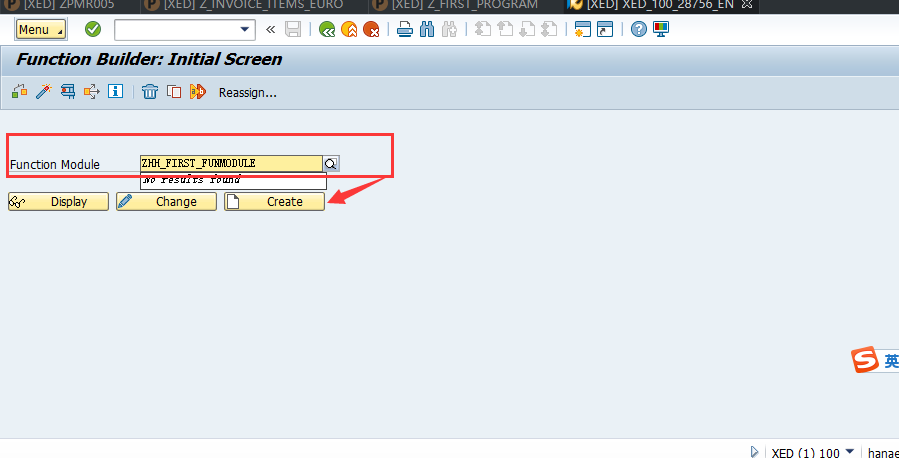 [XED] ZPMR005 [XED] Z_INVOICE_ITEMS_EURO [XED] Z_FIRST_PROGRAM [XED] XED_100_28756_EN
Menu
Function Builder: Initial Screen
Reassign...
Function Module ZHH_FIRST_FUNMODULE
No results found
Display Change Create
英
XED (1) 100 hanae